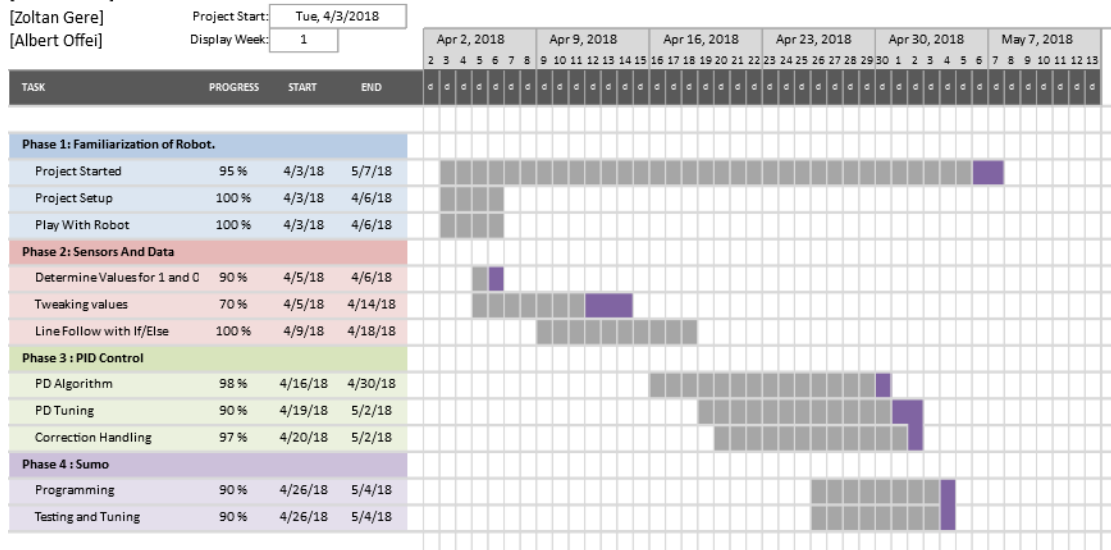 [Zoltan Gere] Project Start: Tue, 4/3/2018
[Albert Offei] Display Week: 1
Apr 2, 2018 Apr 9, 2018 Apr 16, 2018 Apr 23, 2018 Apr 30, 2018 May 7, 2018
2 3 4 5 6 7 8 9 10 11 12 13 14 15 16 17 18 19 20 21 22 23 24 25 26 27 28 29 30 1 2 3 4 5 6 7 8 9 10 11 12 13
TASK PROGRESS START END d d d d d d d d d d d d d d d d d d d d d d d d d d d d d d d d d d d d d d d d d d
Phase 1: Familiarization of Robot.
Project Started 95% 4/3/18 5/7/18
Project Setup 100% 4/3/18 4/6/18
Play With Robot 100% 4/3/18 4/6/18
Phase 2: Sensors And Data
Determine Values for 1 and 0 90% 4/5/18 4/6/18
Tweaking values 70% 4/5/18 4/14/18
Line Follow with If/Else 100% 4/9/18 4/18/18
Phase 3 : PID Control
PD Algorithm 98% 4/16/18 4/30/18
PD Tuning 90% 4/19/18 5/2/18
Correction Handling 97% 4/20/18 5/2/18
Phase 4 : Sumo
Programming 90% 4/26/18 5/4/18
Testing and Tuning 90% 4/26/18 5/4/18